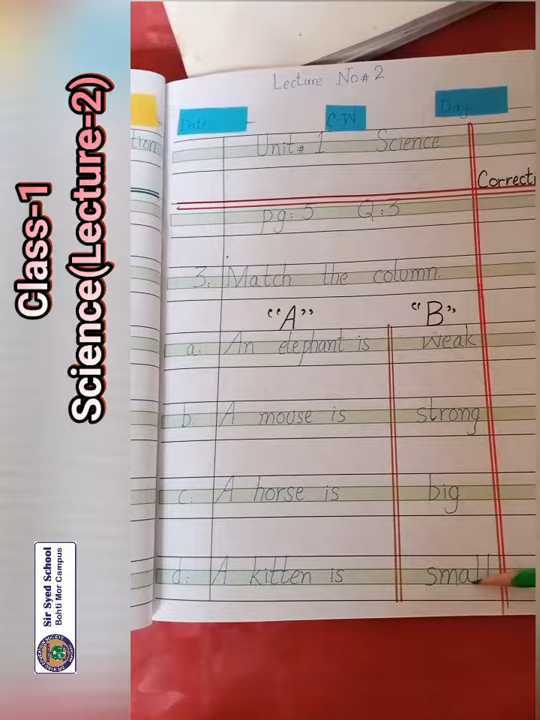 Class-1
Science(Lecture-2)
Sir Syed School
Bohti Mor Campus
Lecture No# 2
Date
C-W
Day
Unit# 1 Science
tion
Correcti
pg: 5 Q:3
3. Match the column.
"A" "B"
a. An elephant is weak
b. A mouse is strong
c. A horse is big
d. A kitten is small